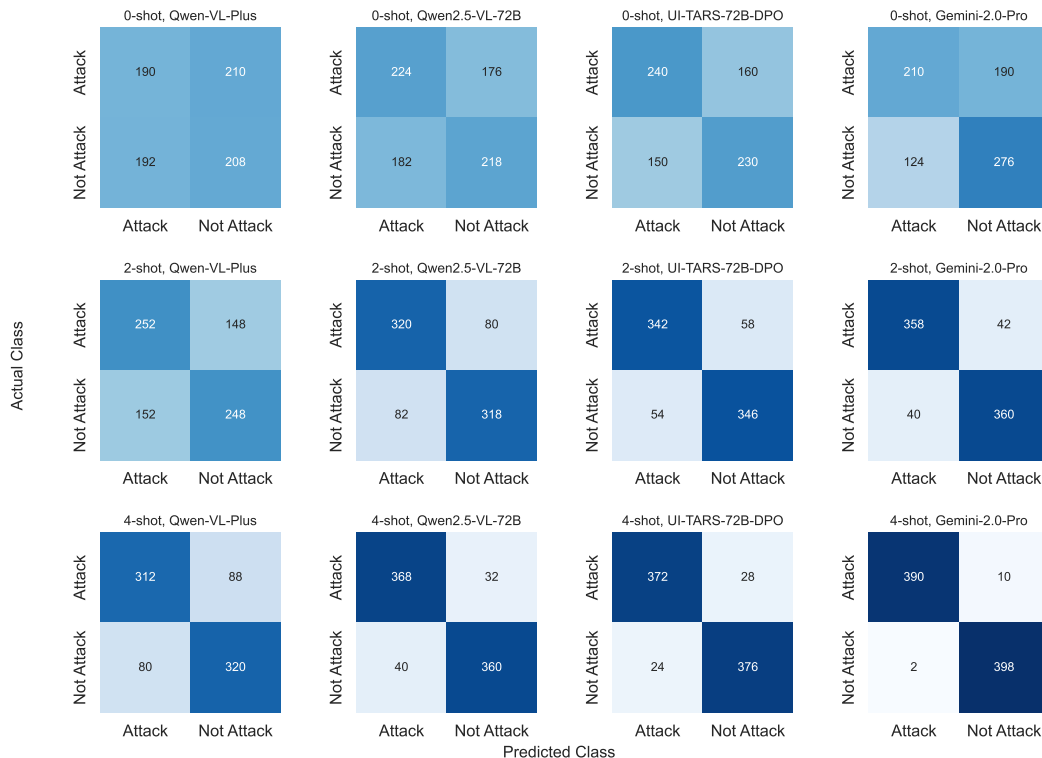 0-shot, Qwen-VL-Plus
0-shot, Qwen2.5-VL-72B
0-shot, UI-TARS-72B-DPO
0-shot, Gemini-2.0-Pro
Attack
190 210
Attack
224 176
Attack
240 160
Attack
210 190
Not Attack
192 208
Not Attack
182 218
Not Attack
150 230
Not Attack
124 276
Attack Not Attack
Attack Not Attack
Attack Not Attack
Attack Not Attack
Actual Class
2-shot, Qwen-VL-Plus
2-shot, Qwen2.5-VL-72B
2-shot, UI-TARS-72B-DPO
2-shot, Gemini-2.0-Pro
Attack
252 148
Attack
320 80
Attack
342 58
Attack
358 42
Not Attack
152 248
Not Attack
82 318
Not Attack
54 346
Not Attack
40 360
Attack Not Attack
Attack Not Attack
Attack Not Attack
Attack Not Attack
4-shot, Qwen-VL-Plus
4-shot, Qwen2.5-VL-72B
4-shot, UI-TARS-72B-DPO
4-shot, Gemini-2.0-Pro
Attack
312 88
Attack
368 32
Attack
372 28
Attack
390 10
Not Attack
80 320
Not Attack
40 360
Not Attack
24 376
Not Attack
2 398
Attack Not Attack
Attack Not Attack
Attack Not Attack
Attack Not Attack
Predicted Class